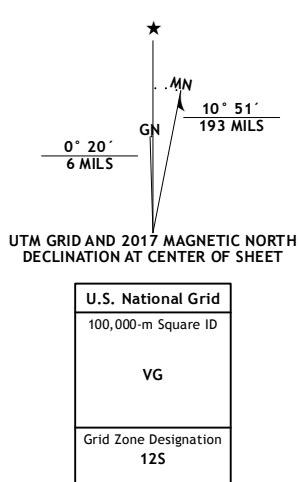 ★
MN
10° 51´
193 MILS
GN
0° 20´
6 MILS
UTM GRID AND 2017 MAGNETIC NORTH
DECLINATION AT CENTER OF SHEET
U.S. National Grid
100,000-m Square ID
VG
Grid Zone Designation
12S